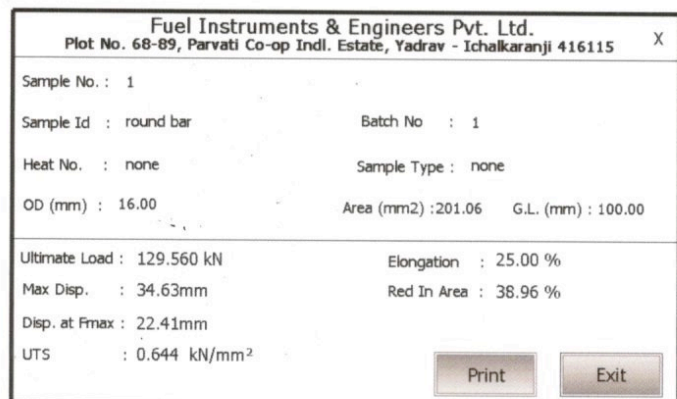 Fuel Instruments & Engineers Pvt. Ltd.
Plot No. 68-89, Parvati Co-op Indl. Estate, Yadrav - Ichalkaranji 416115 X
Sample No. : 1
Sample Id : round bar Batch No : 1
Heat No. : none Sample Type : none
OD (mm) : 16.00 Area (mm2) :201.06 G.L. (mm) : 100.00
Ultimate Load : 129.560 kN Elongation : 25.00 %
Max Disp. : 34.63mm Red In Area : 38.96 %
Disp. at Fmax : 22.41mm
UTS : 0.644 kN/mm²
Print Exit